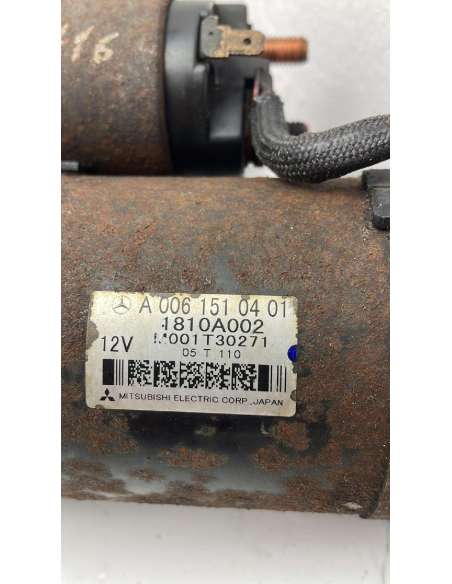 A 006 151 04 01
1810A002
12V M001T30271
05 T 110
MITSUBISHI ELECTRIC CORP.,JAPAN